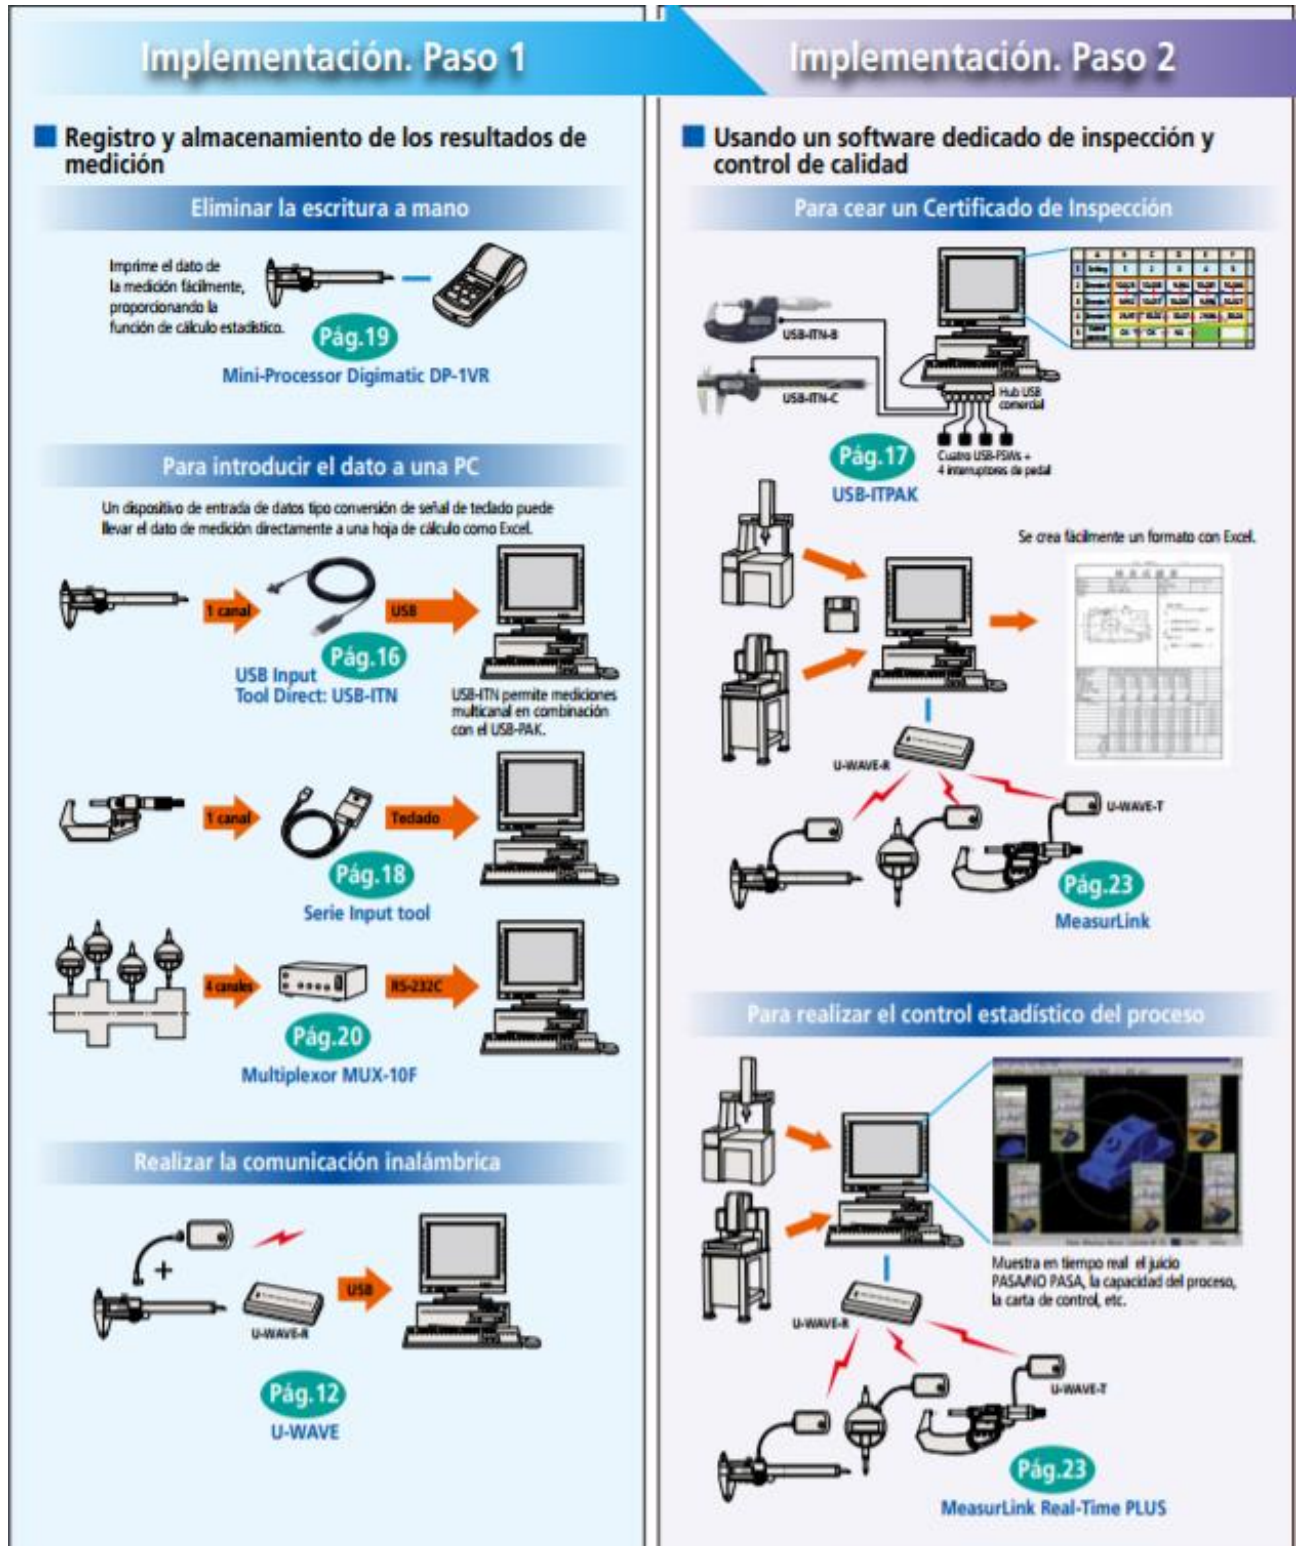 Implementación. Paso 1
Registro y almacenamiento de los resultados de
medición
Eliminar la escritura a mano
Imprime el dato de
la medición fácilmente,
proporcionando la
función de cálculo estadístico.
Pág.19
Mini-Processor Digimatic DP-1VR
Para introducir el dato a una PC
Un dispositivo de entrada de datos tipo conversión de señal de teclado puede
llevar el dato de medición directamente a una hoja de cálculo como Excel.
1 canal
USB
Pág.16
USB Input
Tool Direct: USB-ITN
USB-ITN permite mediciones
multicanal en combinación
con el USB-PAK.
1 canal
Teclado
Pág.18
Serie Input tool
4 canales
RS-232C
Pág.20
Multiplexor MUX-10F
Realizar la comunicación inalámbrica
+
USB
U-WAVE-R
Pág.12
U-WAVE
Implementación. Paso 2
Usando un software dedicado de inspección y
control de calidad
Para cear un Certificado de Inspección
USB-ITN-B
USB-ITN-C
Hub USB
comercial
Cuatro USB-FSWs +
4 interruptores de pedal
Pág.17
USB-ITPAK
Se crea fácilmente un formato con Excel.
U-WAVE-R
U-WAVE-T
Pág.23
MeasurLink
Para realizar el control estadístico del proceso
Muestra en tiempo real el juicio
PASA/NO PASA, la capacidad del proceso,
la carta de control, etc.
U-WAVE-R
U-WAVE-T
Pág.23
MeasurLink Real-Time PLUS